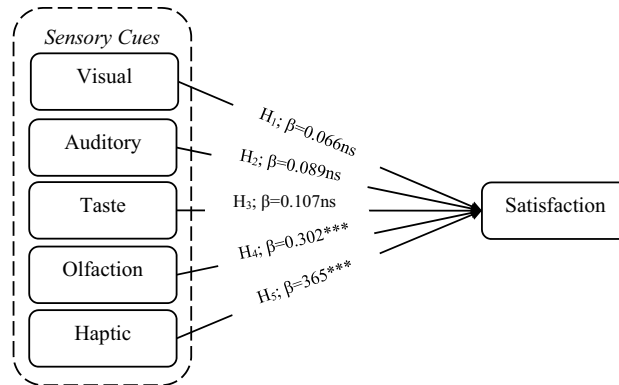 Sensory Cues
Visual
Auditory
Taste
Olfaction
Haptic
H1; β=0.066ns
H2; β=0.089ns
H3; β=0.107ns
H4; β=0.302***
H5; β=365***
Satisfaction